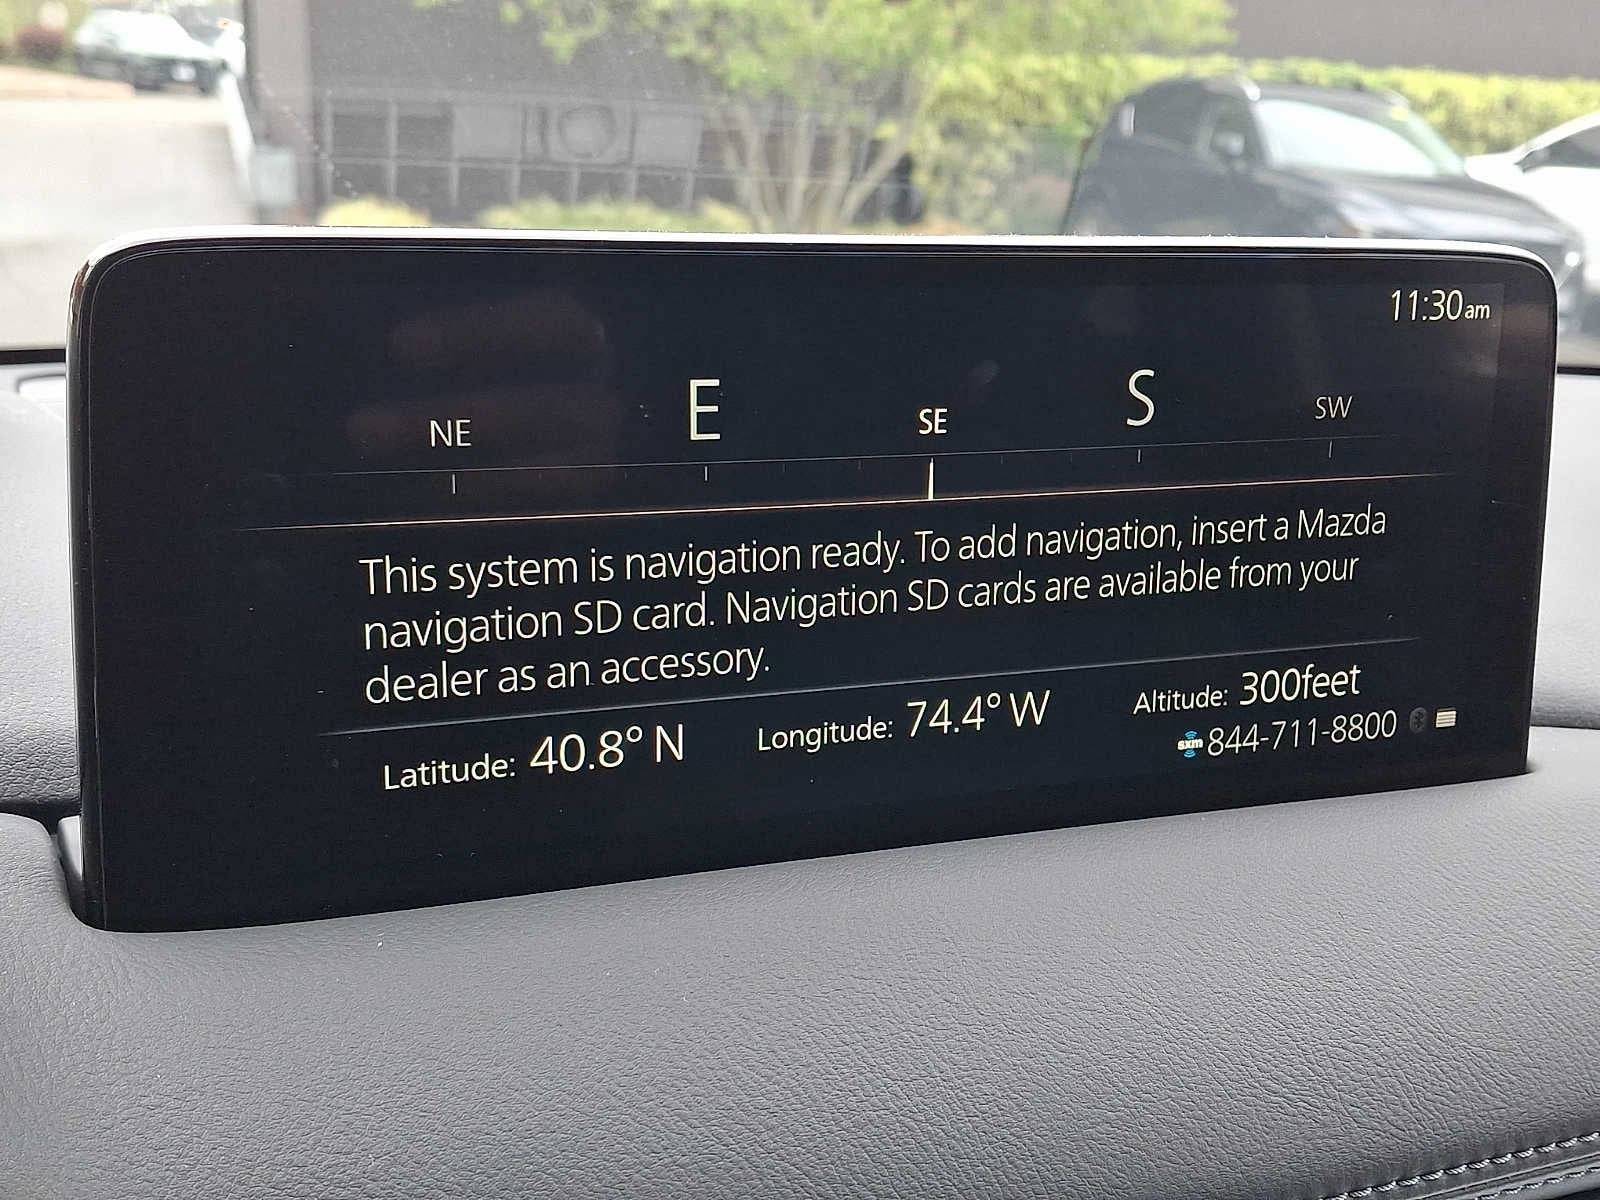 11:30am
NE E SE S SW
This system is navigation ready. To add navigation, insert a Mazda
navigation SD card. Navigation SD cards are available from your
dealer as an accessory.
Latitude: 40.8° N Longitude: 74.4° W Altitude: 300feet
sxm 844-711-8800